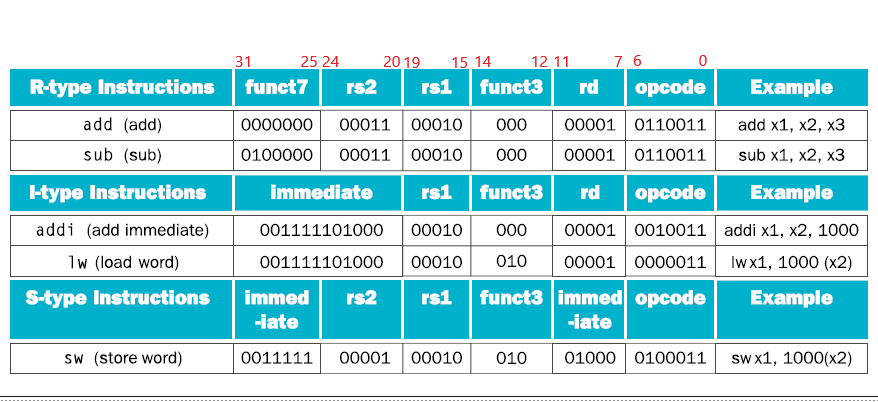 31 25 24 20 19 15 14 12 11 7 6 0
R-type Instructions funct7 rs2 rs1 funct3 rd opcode Example
add (add) 0000000 00011 00010 000 00001 0110011 add x1, x2, x3
sub (sub) 0100000 00011 00010 000 00001 0110011 sub x1, x2, x3
I-type Instructions immediate rs1 funct3 rd opcode Example
addi (add immediate) 001111101000 00010 000 00001 0010011 addi x1, x2, 1000
lw (load word) 001111101000 00010 010 00001 0000011 lw x1, 1000 (x2)
S-type Instructions immed rs2 rs1 funct3 immed opcode Example
-iate -iate
sw (store word) 0011111 00001 00010 010 01000 0100011 sw x1, 1000(x2)